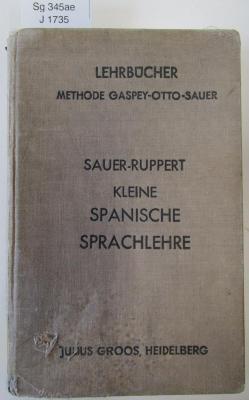 Sg 345ae
J 1735
LEHRBÜCHER
METHODE GASPEY-OTTO-SAUER
SAUER-RUPPERT
KLEINE
SPANISCHE
SPRACHLEHRE
JULIUS GROOS, HEIDELBERG